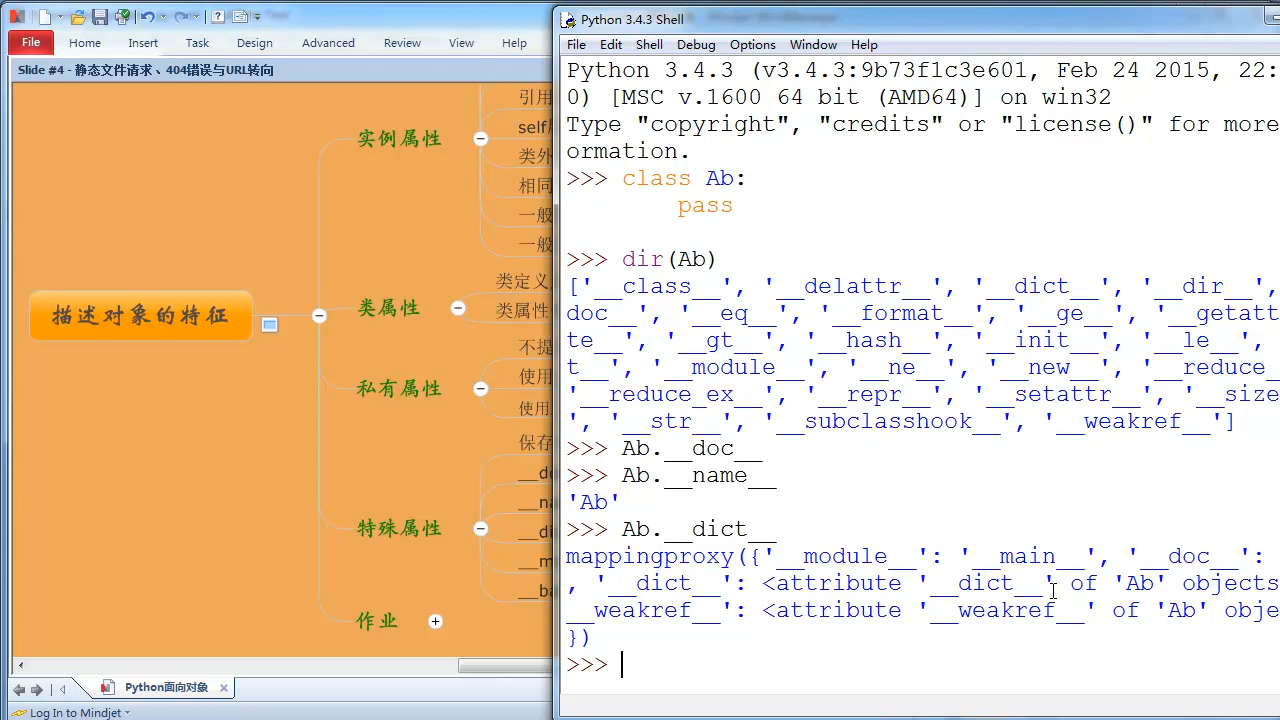 File
Home
Insert
Task
Design
Advanced
Review
View
Help
Slide #4 - 静态文件请求、404错误与URL转向
描述对象的特征
实例属性
引用
self
类外
相同
一般
一般
类属性
类定义
类属性
私有属性
不提
使用
使用
特殊属性
保存
__do
__na
__di
__m
__ba
作业
Python面向对象
Log In to Mindjet
Python 3.4.3 Shell
File Edit Shell Debug Options Window Help
Python 3.4.3 (v3.4.3:9b73f1c3e601, Feb 24 2015, 22:
0) [MSC v.1600 64 bit (AMD64)] on win32
Type "copyright", "credits" or "license()" for more
ormation.
>>> class Ab:
pass
>>> dir(Ab)
['__class__', '__delattr__', '__dict__', '__dir__',
doc__', '__eq__', '__format__', '__ge__', '__getatt
te__', '__gt__', '__hash__', '__init__', '__le__',
t__', '__module__', '__ne__', '__new__', '__reduce_
'__reduce_ex__', '__repr__', '__setattr__', '__size
', '__str__', '__subclasshook__', '__weakref__']
>>> Ab.__doc__
>>> Ab.__name__
'Ab'
>>> Ab.__dict__
mappingproxy({'__module__': '__main__', '__doc__':
, '__dict__': <attribute '__dict__' of 'Ab' objects
__weakref__': <attribute '__weakref__' of 'Ab' obje
})
>>>